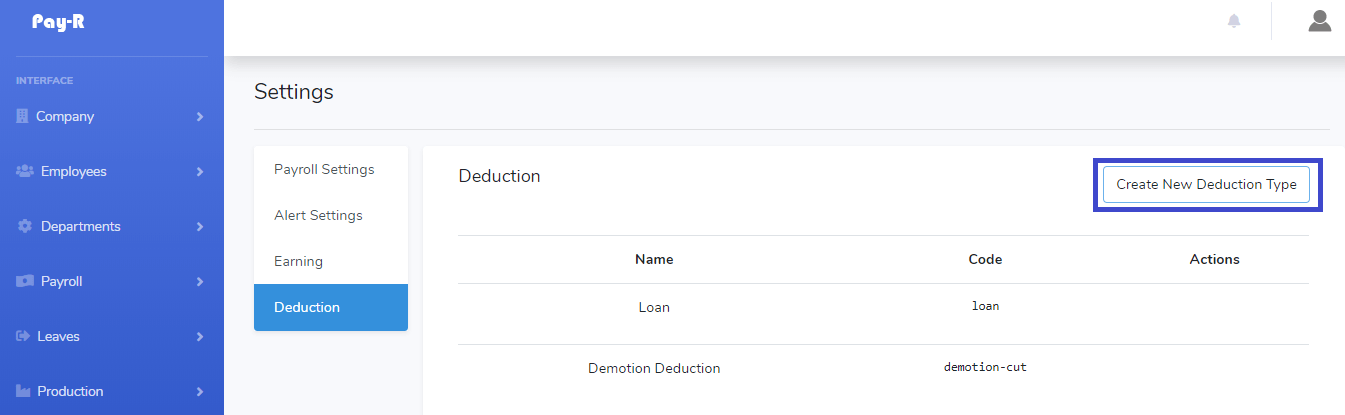 Pay-R
INTERFACE
Company
Employees
Departments
Payroll
Leaves
Production
Settings
Payroll Settings
Alert Settings
Earning
Deduction
Deduction
Create New Deduction Type
Name Code Actions
Loan loan
Demotion Deduction demotion-cut